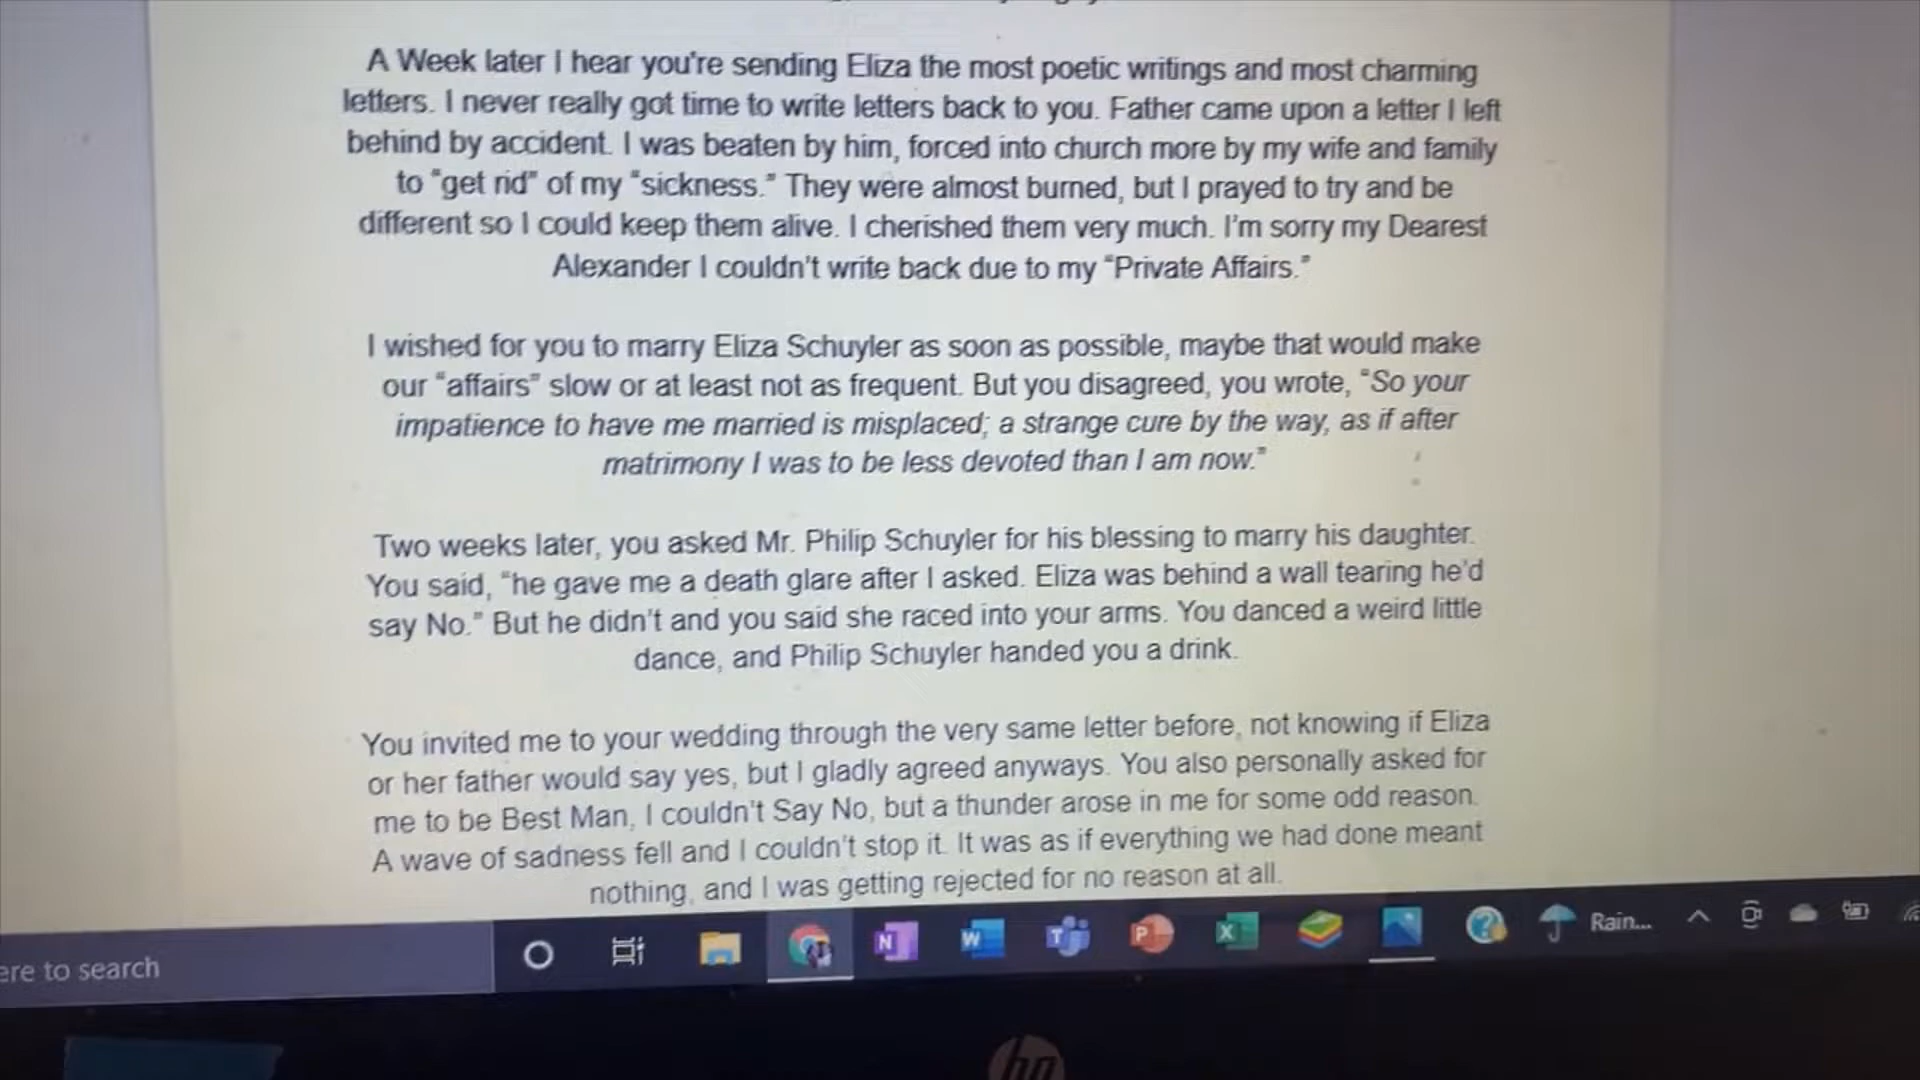 A Week later I hear you're sending Eliza the most poetic writings and most charming
letters. I never really got time to write letters back to you. Father came upon a letter I left
behind by accident. I was beaten by him, forced into church more by my wife and family
to “get rid” of my “sickness.” They were almost burned, but I prayed to try and be
different so I could keep them alive. I cherished them very much. I'm sorry my Dearest
Alexander I couldn't write back due to my “Private Affairs.”
I wished for you to marry Eliza Schuyler as soon as possible, maybe that would make
our “affairs” slow or at least not as frequent. But you disagreed, you wrote, “So your
impatience to have me married is misplaced; a strange cure by the way, as if after
matrimony I was to be less devoted than I am now.”
Two weeks later, you asked Mr. Philip Schuyler for his blessing to marry his daughter.
You said, “he gave me a death glare after I asked. Eliza was behind a wall tearing he'd
say No.” But he didn't and you said she raced into your arms. You danced a weird little
dance, and Philip Schuyler handed you a drink.
You invited me to your wedding through the very same letter before, not knowing if Eliza
or her father would say yes, but I gladly agreed anyways. You also personally asked for
me to be Best Man, I couldn't Say No, but a thunder arose in me for some odd reason.
A wave of sadness fell and I couldn't stop it. It was as if everything we had done meant
nothing, and I was getting rejected for no reason at all.
ere to search
N
W
T
P
X
Rain...
hp